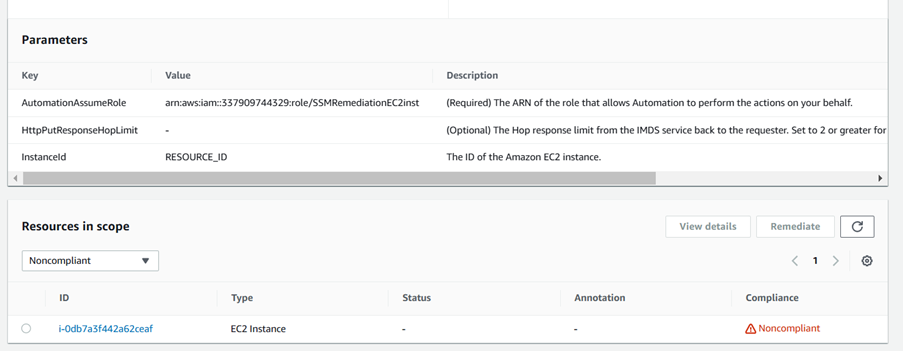 Parameters
Key Value Description
AutomationAssumeRole arn:aws:iam::337909744329:role/SSMRemediationEC2inst (Required) The ARN of the role that allows Automation to perform the actions on your behalf.
HttpPutResponseHopLimit - (Optional) The Hop response limit from the IMDS service back to the requester. Set to 2 or greater for
InstanceId RESOURCE_ID The ID of the Amazon EC2 instance.
Resources in scope View details Remediate
Noncompliant 1
ID Type Status Annotation Compliance
i-0db7a3f442a62ceaf EC2 Instance - - Noncompliant